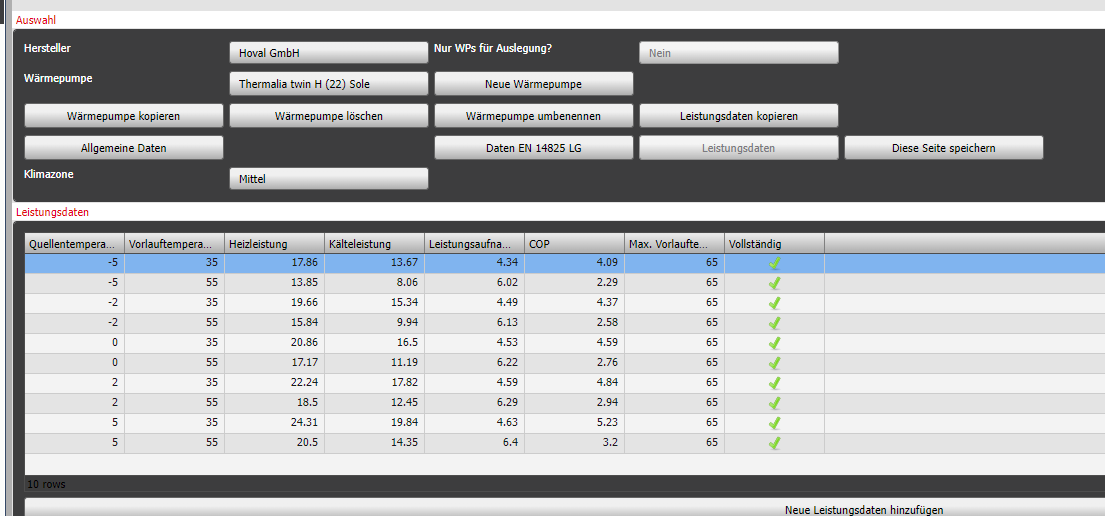 Auswahl
Hersteller Hoval GmbH Nur WPs für Auslegung? Nein
Wärmepumpe Thermalia twin H (22) Sole Neue Wärmepumpe
Wärmepumpe kopieren Wärmepumpe löschen Wärmepumpe umbenennen Leistungsdaten kopieren
Allgemeine Daten Daten EN 14825 LG Leistungsdaten Diese Seite speichern
Klimazone Mittel
Leistungsdaten
Quellentempera... Vorlauftempera... Heizleistung Kälteleistung Leistungsaufna... COP Max. Vorlaufte... Vollständig
-5 35 17.86 13.67 4.34 4.09 65
-5 55 13.85 8.06 6.02 2.29 65
-2 35 19.66 15.34 4.49 4.37 65
-2 55 15.84 9.94 6.13 2.58 65
0 35 20.86 16.5 4.53 4.59 65
0 55 17.17 11.19 6.22 2.76 65
2 35 22.24 17.82 4.59 4.84 65
2 55 18.5 12.45 6.29 2.94 65
5 35 24.31 19.84 4.63 5.23 65
5 55 20.5 14.35 6.4 3.2 65
10 rows
Neue Leistungsdaten hinzufügen